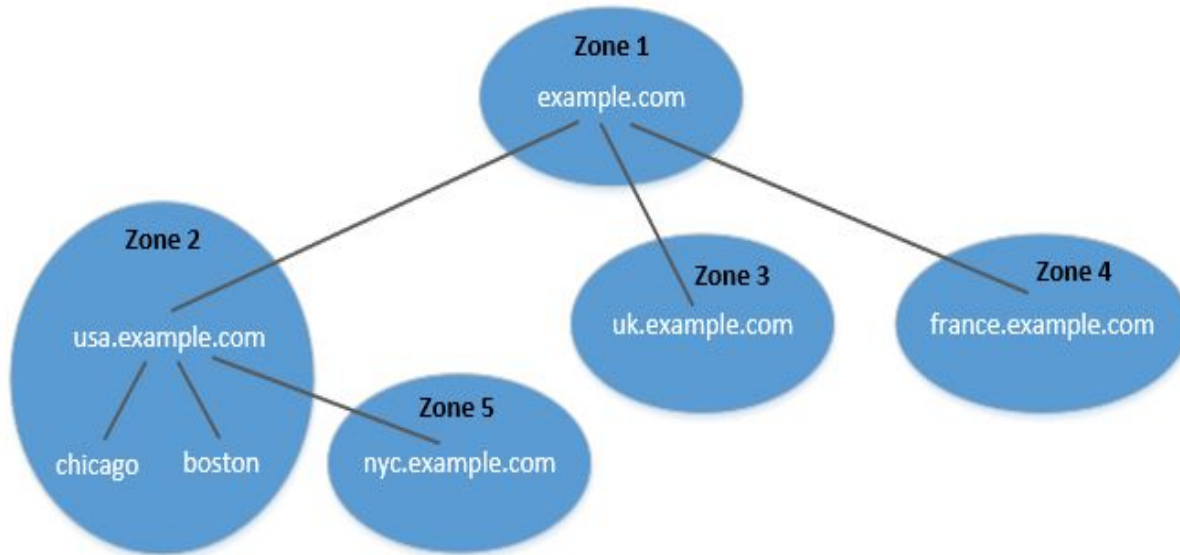 Zone 1
example.com
Zone 2
usa.example.com
chicago
boston
Zone 5
nyc.example.com
Zone 3
uk.example.com
Zone 4
france.example.com